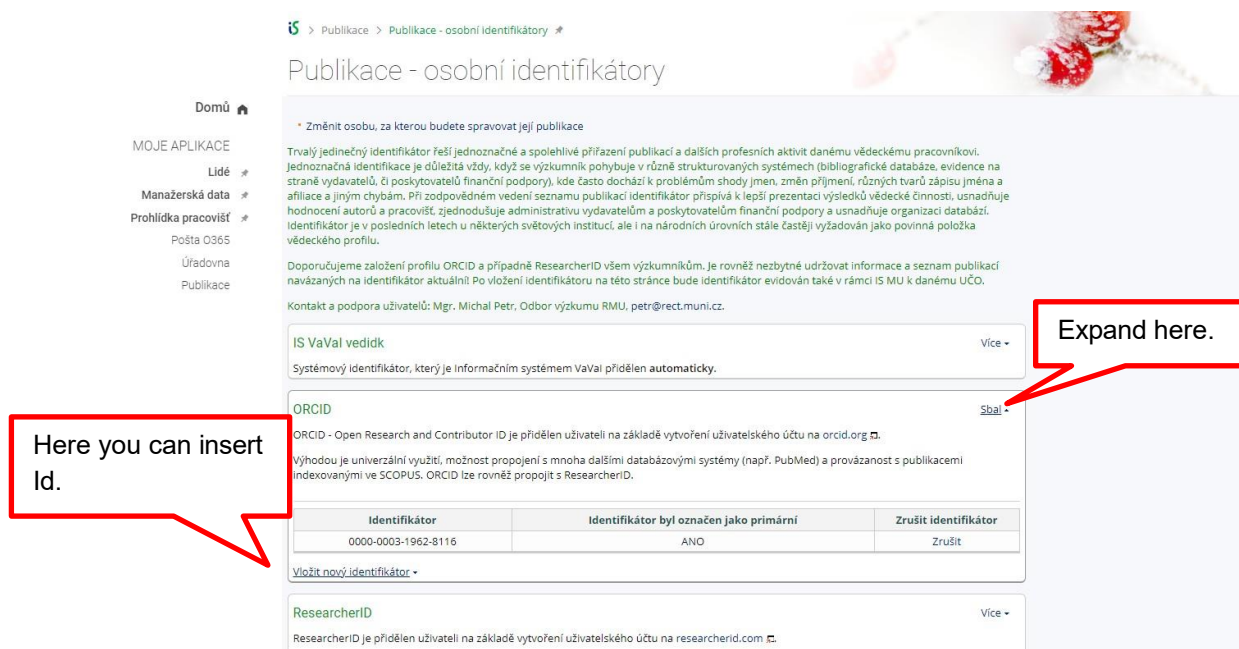 iS > Publikace > Publikace - osobní identifikátory
Publikace - osobní identifikátory
Domů
MOJE APLIKACE
Lidé
Manažerská data
Prohlídka pracovišť
Pošta O365
Úřadovna
Publikace
• Změnit osobu, za kterou budete spravovat její publikace
Trvalý jedinečný identifikátor řeší jednoznačné a spolehlivé přiřazení publikací a dalších profesních aktivit danému vědeckému pracovníkovi.
Jednoznačná identifikace je důležitá vždy, když se výzkumník pohybuje v různě strukturovaných systémech (bibliografické databáze, evidence na
straně vydavatelů, či poskytovatelů finanční podpory), kde často dochází k problémům shody jmen, změn příjmení, různých tvarů zápisu jména a
afiliace a jiným chybám. Při zodpovědném vedení seznamu publikací identifikátor přispívá k lepší prezentaci výsledků vědecké činnosti, usnadňuje
hodnocení autorů a pracovišť, zjednodušuje administrativu vydavatelům a poskytovatelům finanční podpory a usnadňuje organizaci databází.
Identifikátor je v posledních letech u některých světových institucí, ale i na národních úrovních stále častěji vyžadován jako povinná položka
vědeckého profilu.
Doporučujeme založení profilu ORCID a případně ResearcherID všem výzkumníkům. Je rovněž nezbytné udržovat informace a seznam publikací
navázaných na identifikátor aktuální! Po vložení identifikátoru na této stránce bude identifikátor evidován také v rámci IS MU k danému UČO.
Kontakt a podpora uživatelů: Mgr. Michal Petr, Odbor výzkumu RMU, petr@rect.muni.cz.
Expand here.
IS VaVaI vedidk Více
Systémový identifikátor, který je Informačním systémem VaVaI přidělen automaticky.
ORCID Sbal
ORCID - Open Research and Contributor ID je přidělen uživateli na základě vytvoření uživatelského účtu na orcid.org.
Výhodou je univerzální využití, možnost propojení s mnoha dalšími databázovými systémy (např. PubMed) a provázanost s publikacemi
indexovanými ve SCOPUS. ORCID lze rovněž propojit s ResearcherID.
Here you can insert
Id.
Identifikátor Identifikátor byl označen jako primární Zrušit identifikátor
0000-0003-1962-8116 ANO Zrušit
Vložit nový identifikátor
ResearcherID Více
ResearcherID je přidělen uživateli na základě vytvoření uživatelského účtu na researcherid.com.